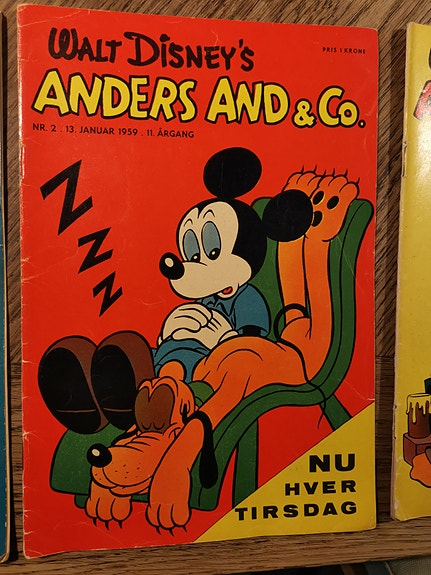 WALT DISNEY'S
PRIS 1 KRONE
ANDERS AND & Co.
NR. 2 . 13. JANUAR 1959 . 11. ÅRGANG
Z
Z
Z
NU
HVER
TIRSDAG